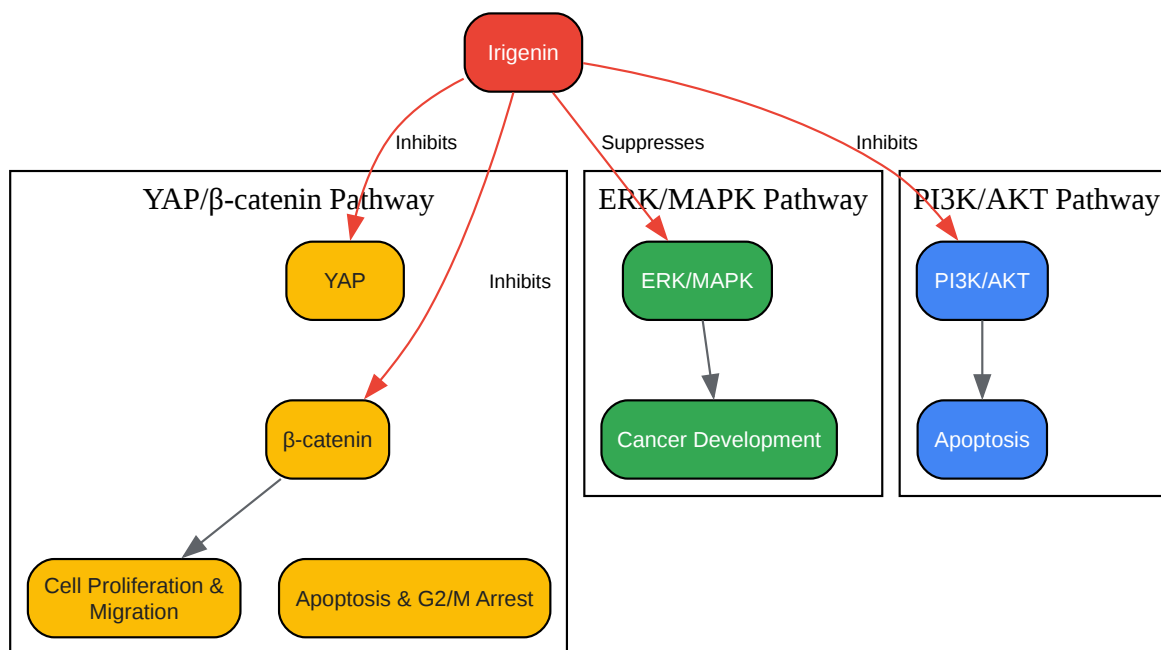 Irigenin
Inhibits
Suppresses
Inhibits
YAP/β-catenin Pathway
ERK/MAPK Pathway
PI3K/AKT Pathway
YAP
Inhibits
ERK/MAPK
PI3K/AKT
β-catenin
Cancer Development
Apoptosis
Cell Proliferation &
Migration
Apoptosis & G2/M Arrest